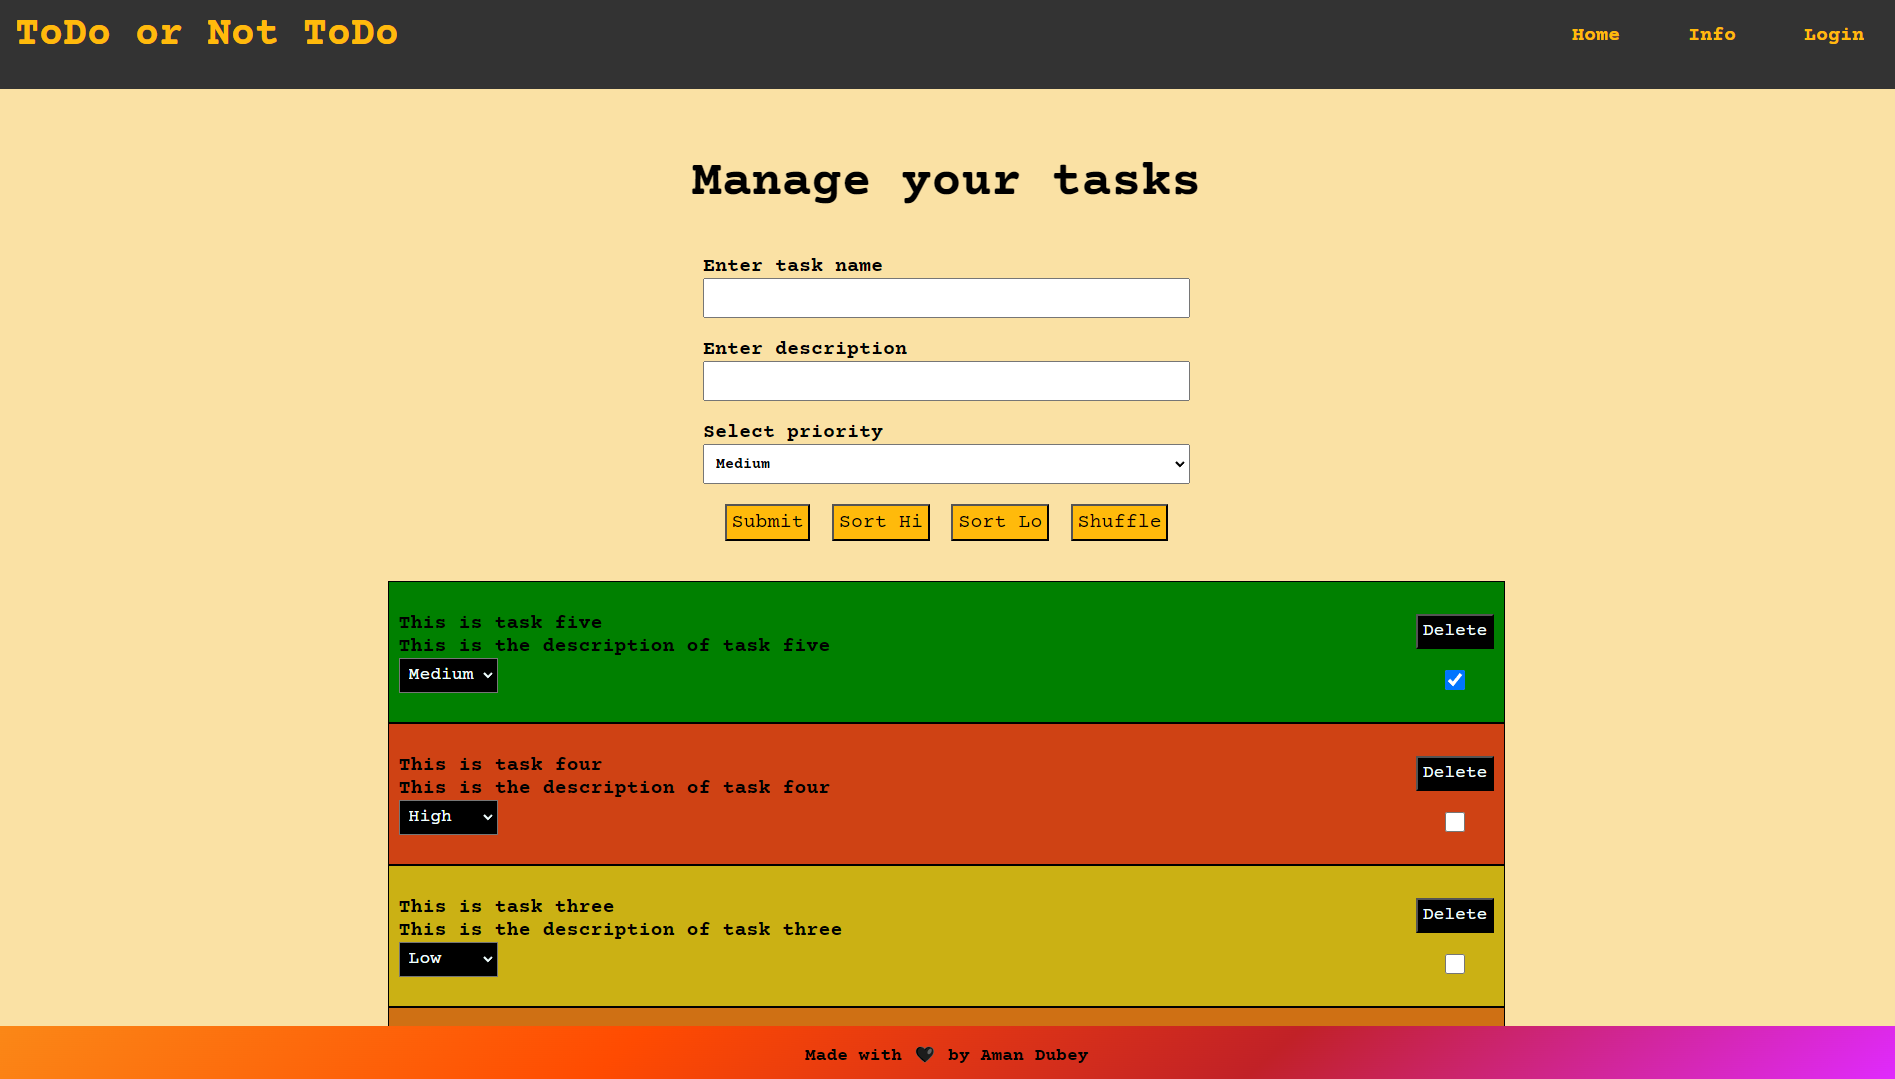 ToDo or Not ToDo
Home Info Login
Manage your tasks
Enter task name
Enter description
Select priority
Medium
Submit Sort Hi Sort Lo Shuffle
This is task five
Delete
This is the description of task five
Medium
This is task four
Delete
This is the description of task four
High
This is task three
Delete
This is the description of task three
Low
Made with 🖤 by Aman Dubey